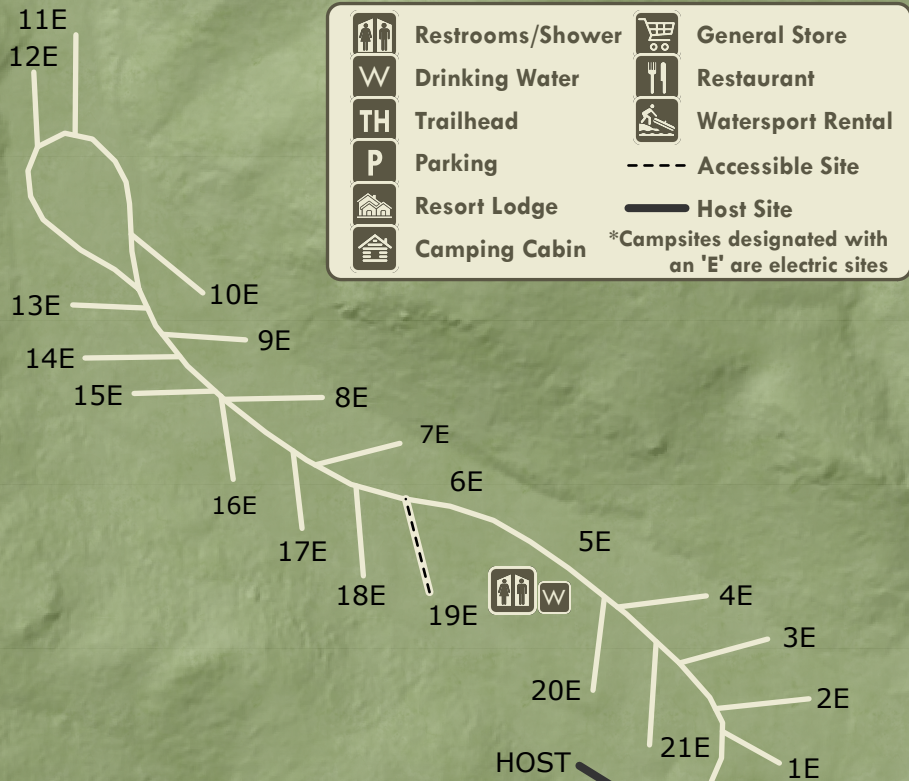 11E
12E
Restrooms/Shower
General Store
W
Drinking Water
Restaurant
TH
Trailhead
Watersport Rental
P
Parking
Accessible Site
Resort Lodge
Host Site
Camping Cabin
*Campsites designated with
an 'E' are electric sites
10E
13E
9E
14E
15E
8E
7E
6E
16E
5E
17E
18E
19E
W
4E
3E
20E
2E
21E
HOST
1E